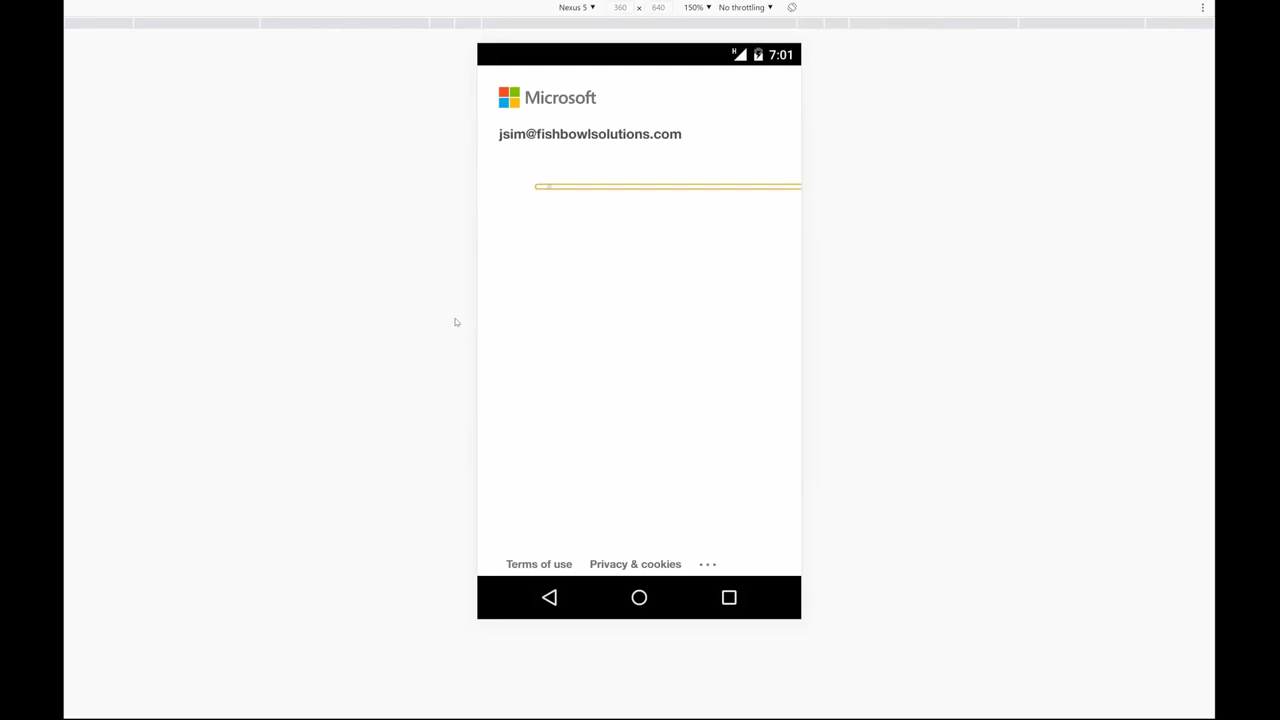 Nexus 5 ▼ 360 x 640 150% ▼ No throttling ▼
H 7:01
Microsoft
jsim@fishbowlsolutions.com
Terms of use Privacy & cookies